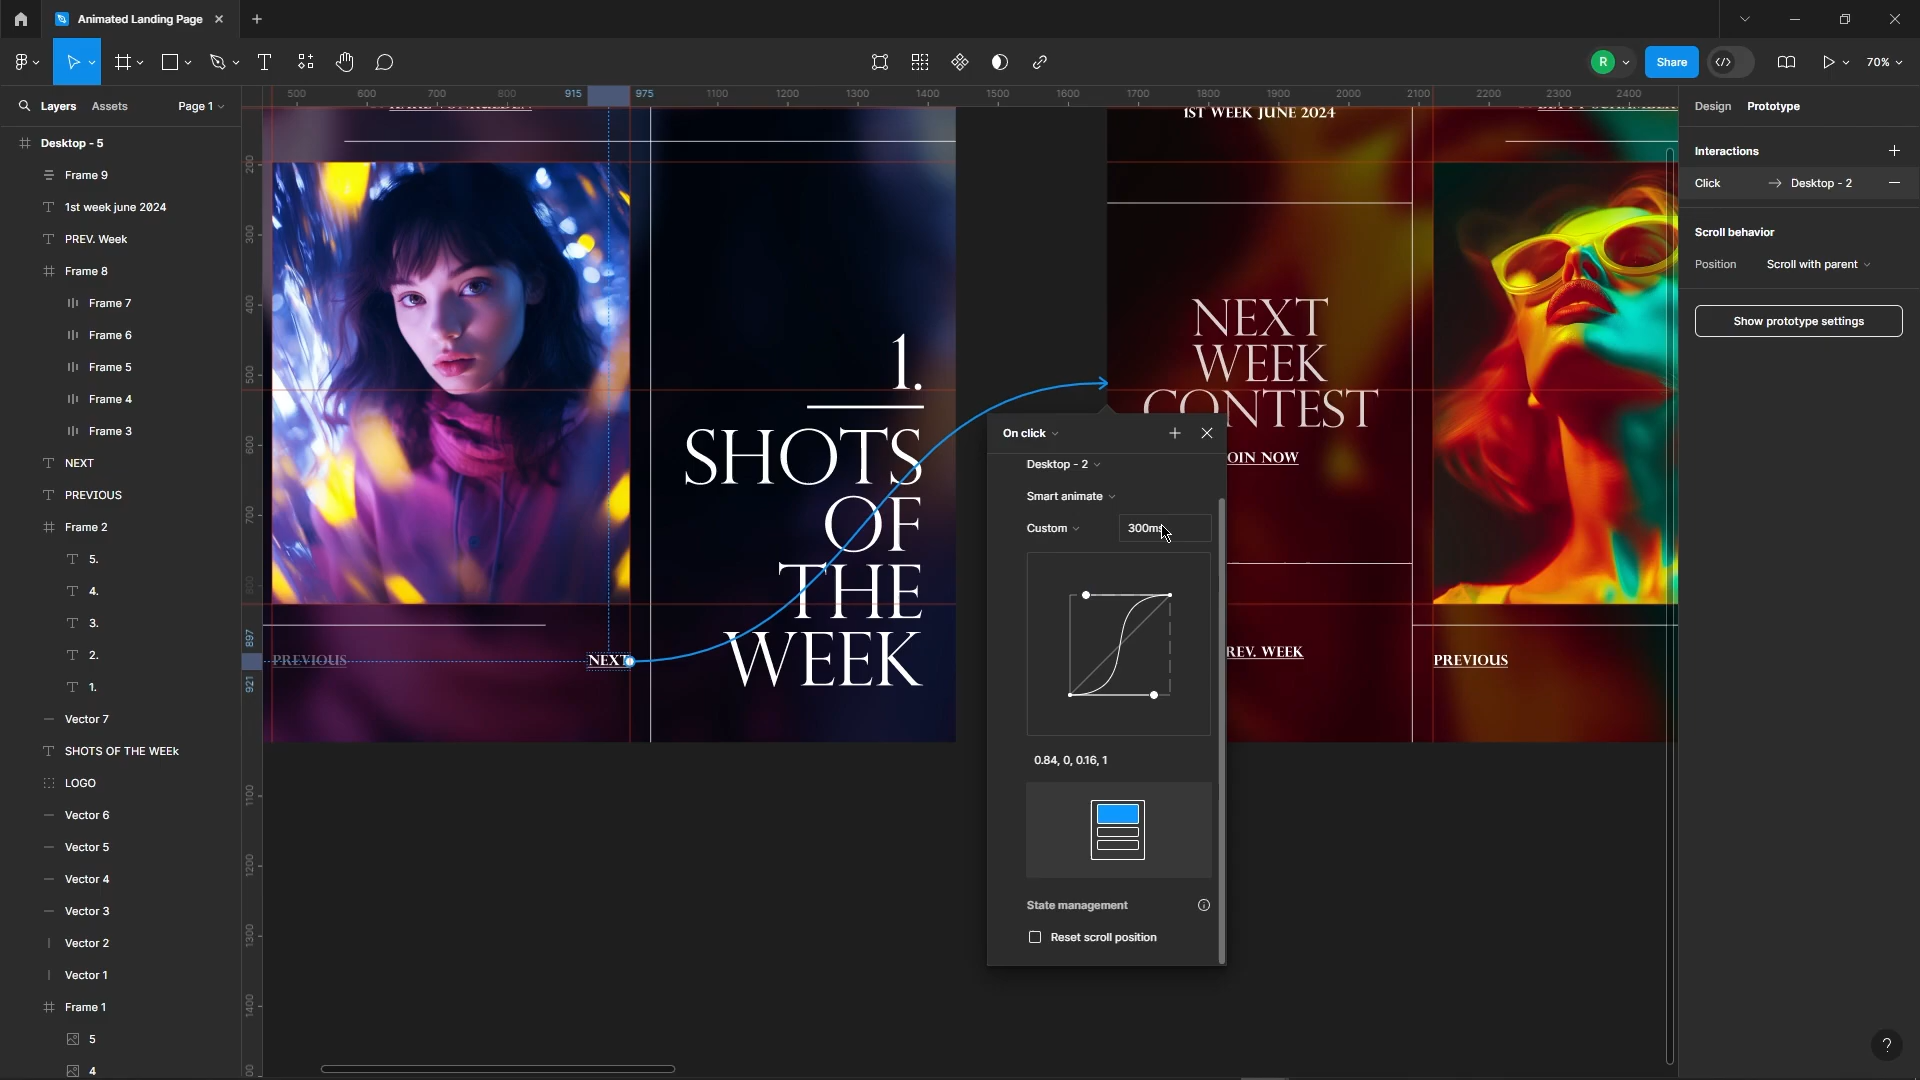 Animated Landing Page
R
Share
70%
Layers
Assets
Page 1
Desktop - 5
Frame 9
1st week june 2024
PREV. Week
Frame 8
Frame 7
Frame 6
Frame 5
Frame 4
Frame 3
NEXT
PREVIOUS
Frame 2
5.
4.
3.
2.
1.
Vector 7
SHOTS OF THE WEEk
LOGO
Vector 6
Vector 5
Vector 4
Vector 3
Vector 2
Vector 1
Frame 1
5
4
500
600
700
800
915
975
1100
1200
1300
1400
1500
1600
1700
1800
1900
2000
2100
2200
2300
2400
200
300
400
500
600
700
800
897
921
1100
1200
1300
1400
1.
SHOTS
OF
THE
WEEK
PREVIOUS
NEXT
1ST WEEK JUNE 2024
NEXT
WEEK
CONTEST
OIN NOW
REV. WEEK
PREVIOUS
On click
Desktop - 2
Smart animate
Custom
300ms
0.84, 0, 0.16, 1
State management
Reset scroll position
Design
Prototype
Interactions
Click
Desktop - 2
Scroll behavior
Position
Scroll with parent
Show prototype settings
?